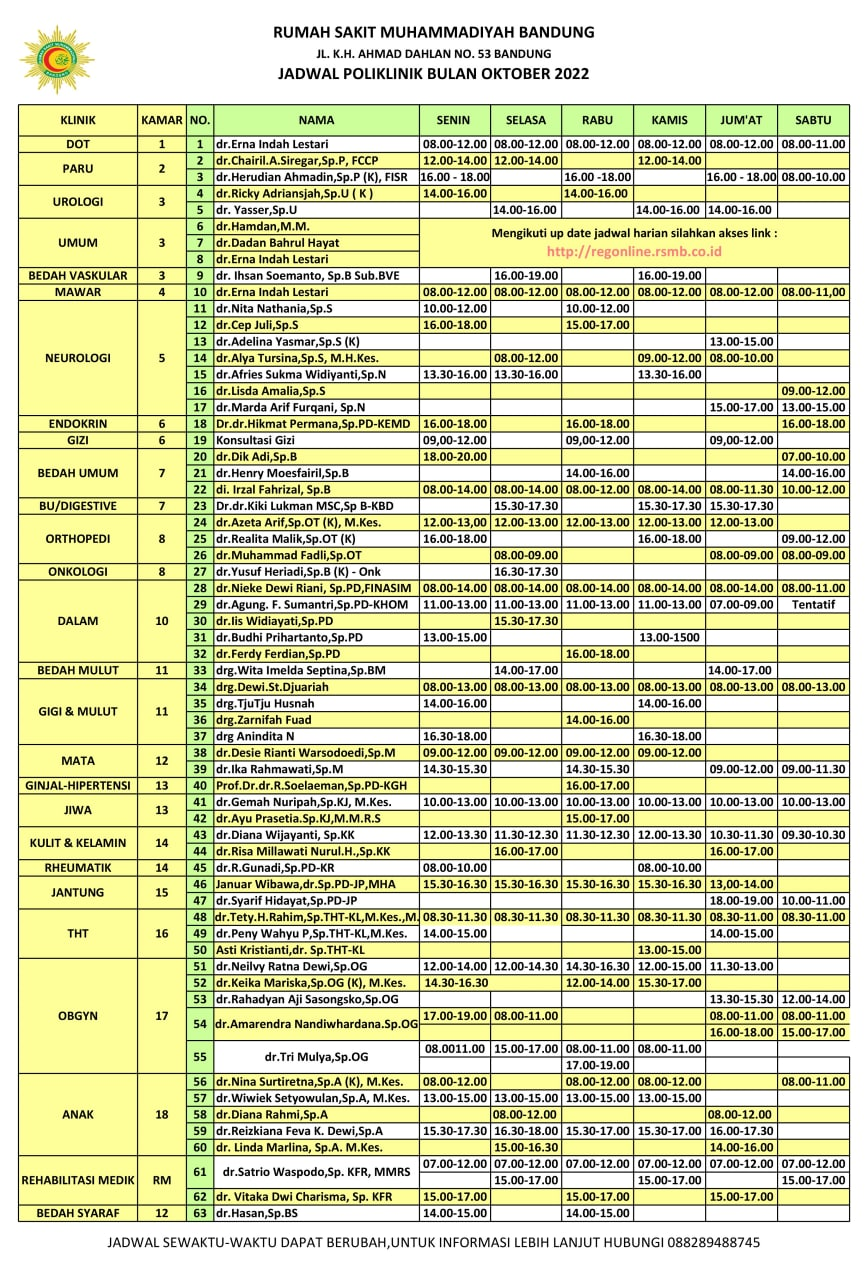 RUMAH SAKIT MUHAMMADIYAH BANDUNG
JL. K.H. AHMAD DAHLAN NO. 53 BANDUNG
JADWAL POLIKLINIK BULAN OKTOBER 2022
KLINIK KAMAR NO. NAMA SENIN SELASA RABU KAMIS JUM'AT SABTU
DOT 1 1 dr.Erna Indah Lestari 08.00-12.00 08.00-12.00 08.00-12.00 08.00-12.00 08.00-12.00 08.00-11.00
PARU 2 2 dr.Chairil.A.Siregar,Sp.P, FCCP 12.00-14.00 12.00-14.00 12.00-14.00
3 dr.Herudian Ahmadin,Sp.P (K), FISR 16.00 - 18.00 16.00 -18.00 16.00 - 18.00 08.00-10.00
UROLOGI 3 4 dr.Ricky Adriansjah,Sp.U ( K ) 14.00-16.00 14.00-16.00
5 dr. Yasser,Sp.U 14.00-16.00 14.00-16.00 14.00-16.00
UMUM 3 6 dr.Hamdan,M.M. Mengikuti up date jadwal harian silahkan akses link :
7 dr.Dadan Bahrul Hayat http://regonline.rsmb.co.id
8 dr.Erna Indah Lestari
BEDAH VASKULAR 3 9 dr. Ihsan Soemanto, Sp.B Sub.BVE 16.00-19.00 16.00-19.00
MAWAR 4 10 dr.Erna Indah Lestari 08.00-12.00 08.00-12.00 08.00-12.00 08.00-12.00 08.00-12.00 08.00-11,00
NEUROLOGI 5 11 dr.Nita Nathania,Sp.S 10.00-12.00 10.00-12.00
12 dr.Cep Juli,Sp.S 16.00-18.00 15.00-17.00
13 dr.Adelina Yasmar,Sp.S (K) 13.00-15.00
14 dr.Alya Tursina,Sp.S, M.H.Kes. 08.00-12.00 09.00-12.00 08.00-10.00
15 dr.Afries Sukma Widiyanti,Sp.N 13.30-16.00 13.30-16.00 13.30-16.00
16 dr.Lisda Amalia,Sp.S 09.00-12.00
17 dr.Marda Arif Furqani, Sp.N 15.00-17.00 13.00-15.00
ENDOKRIN 6 18 Dr.dr.Hikmat Permana,Sp.PD-KEMD 16.00-18.00 16.00-18.00 16.00-18.00
GIZI 6 19 Konsultasi Gizi 09,00-12.00 09,00-12.00 09,00-12.00
BEDAH UMUM 7 20 dr.Dik Adi,Sp.B 18.00-20.00 07.00-10.00
21 dr.Henry Moesfairil,Sp.B 14.00-16.00 14.00-16.00
22 di. Irzal Fahrizal, Sp.B 08.00-14.00 08.00-14.00 08.00-12.00 08.00-14.00 08.00-11.30 10.00-12.00
BU/DIGESTIVE 7 23 Dr.dr.Kiki Lukman MSC,Sp B-KBD 15.30-17.30 15.30-17.30 15.30-17.30
ORTHOPEDI 8 24 dr.Azeta Arif,Sp.OT (K), M.Kes. 12.00-13,00 12.00-13.00 12.00-13.00 12.00-13.00 12.00-13.00
25 dr.Realita Malik,Sp.OT (K) 16.00-18.00 16.00-18.00 09.00-12.00
26 dr.Muhammad Fadli,Sp.OT 08.00-09.00 08.00-09.00 08.00-09.00
ONKOLOGI 8 27 dr.Yusuf Heriadi,Sp.B (K) - Onk 16.30-17.30
DALAM 10 28 dr.Nieke Dewi Riani, Sp.PD,FINASIM 08.00-14.00 08.00-14.00 08.00-14.00 08.00-14.00 08.00-14.00 08.00-11.00
29 dr.Agung. F. Sumantri,Sp.PD-KHOM 11.00-13.00 11.00-13.00 11.00-13.00 11.00-13.00 07.00-09.00 Tentatif
30 dr.Iis Widiayati,Sp.PD 15.30-17.30
31 dr.Budhi Prihartanto,Sp.PD 13.00-15.00 13.00-1500
32 dr.Ferdy Ferdian,Sp.PD 16.00-18.00
BEDAH MULUT 11 33 drg.Wita Imelda Septina,Sp.BM 14.00-17.00 14.00-17.00
GIGI & MULUT 11 34 drg.Dewi.St.Djuariah 08.00-13.00 08.00-13.00 08.00-13.00 08.00-13.00 08.00-13.00 08.00-13.00
35 drg.TjuTju Husnah 14.00-16.00 14.00-16.00
36 drg.Zarnifah Fuad 14.00-16.00
37 drg Anindita N 16.30-18.00 16.30-18.00
MATA 12 38 dr.Desie Rianti Warsodoedi,Sp.M 09.00-12.00 09.00-12.00 09.00-12.00 09.00-12.00
39 dr.Ika Rahmawati,Sp.M 14.30-15.30 14.30-15.30 09.00-12.00 09.00-11.30
GINJAL-HIPERTENSI 13 40 Prof.Dr.dr.R.Soelaeman,Sp.PD-KGH 16.00-17.00
JIWA 13 41 dr.Gemah Nuripah,Sp.KJ, M.Kes. 10.00-13.00 10.00-13.00 10.00-13.00 10.00-13.00 10.00-13.00 10.00-13.00
42 dr.Ayu Prasetia.Sp.KJ,M.M.R.S 15.00-17.00
KULIT & KELAMIN 14 43 dr.Diana Wijayanti, Sp.KK 12.00-13.30 11.30-12.30 11.30-12.30 12.00-13.30 10.30-11.30 09.30-10.30
44 dr.Risa Millawati Nurul.H.,Sp.KK 16.00-17.00 16.00-17.00
RHEUMATIK 14 45 dr.R.Gunadi,Sp.PD-KR 08.00-10.00 08.00-10.00
JANTUNG 15 46 Januar Wibawa,dr.Sp.PD-JP,MHA 15.30-16.30 15.30-16.30 15.30-16.30 15.30-16.30 13,00-14.00
47 dr.Syarif Hidayat,Sp.PD-JP 18.00-19.00 10.00-11.00
THT 16 48 dr.Tety.H.Rahim,Sp.THT-KL,M.Kes.,M. 08.30-11.30 08.30-11.30 08.30-11.30 08.30-11.30 08.30-11.00 08.30-11.00
49 dr.Peny Wahyu P,Sp.THT-KL,M.Kes. 14.00-15.00 14.00-15.00
50 Asti Kristianti,dr. Sp.THT-KL 13.00-15.00
OBGYN 17 51 dr.Neilvy Ratna Dewi,Sp.OG 12.00-14.00 12.00-14.30 14.30-16.30 12.00-15.00 11.30-13.00
52 dr.Keika Mariska,Sp.OG (K), M.Kes. 14.30-16.30 12.00-14.00 15.30-17.00
53 dr.Rahadyan Aji Sasongsko,Sp.OG 13.30-15.30 12.00-14.00
54 dr.Amarendra Nandiwhardana.Sp.OG 17.00-19.00 08.00-11.00 08.00-11.00 08.00-11.00
16.00-18.00 15.00-17.00
55 dr.Tri Mulya,Sp.OG 08.0011.00 15.00-17.00 08.00-11.00 08.00-11.00
17.00-19.00
ANAK 18 56 dr.Nina Surtiretna,Sp.A (K), M.Kes. 08.00-12.00 08.00-12.00 08.00-12.00 08.00-11.00
57 dr.Wiwiek Setyowulan,Sp.A, M.Kes. 13.00-15.00 13.00-15.00 13.00-15.00 13.00-15.00
58 dr.Diana Rahmi,Sp.A 08.00-12.00 08.00-12.00
59 dr.Reizkiana Feva K. Dewi,Sp.A 15.30-17.30 16.30-18.00 15.30-17.30 15.30-17.00 16.00-17.30
60 dr. Linda Marlina, Sp.A. M.Kes. 15.00-16.30 14.00-16.00
REHABILITASI MEDIK RM 61 dr.Satrio Waspodo,Sp. KFR, MMRS 07.00-12.00 07.00-12.00 07.00-12.00 07.00-12.00 07.00-12.00 07.00-12.00
15.00-17.00 15.00-17.00 15.00-17.00
62 dr. Vitaka Dwi Charisma, Sp. KFR 15.00-17.00 15.00-17.00 15.00-17.00
BEDAH SYARAF 12 63 dr.Hasan,Sp.BS 14.00-15.00 14.00-15.00
JADWAL SEWAKTU-WAKTU DAPAT BERUBAH,UNTUK INFORMASI LEBIH LANJUT HUBUNGI 088289488745